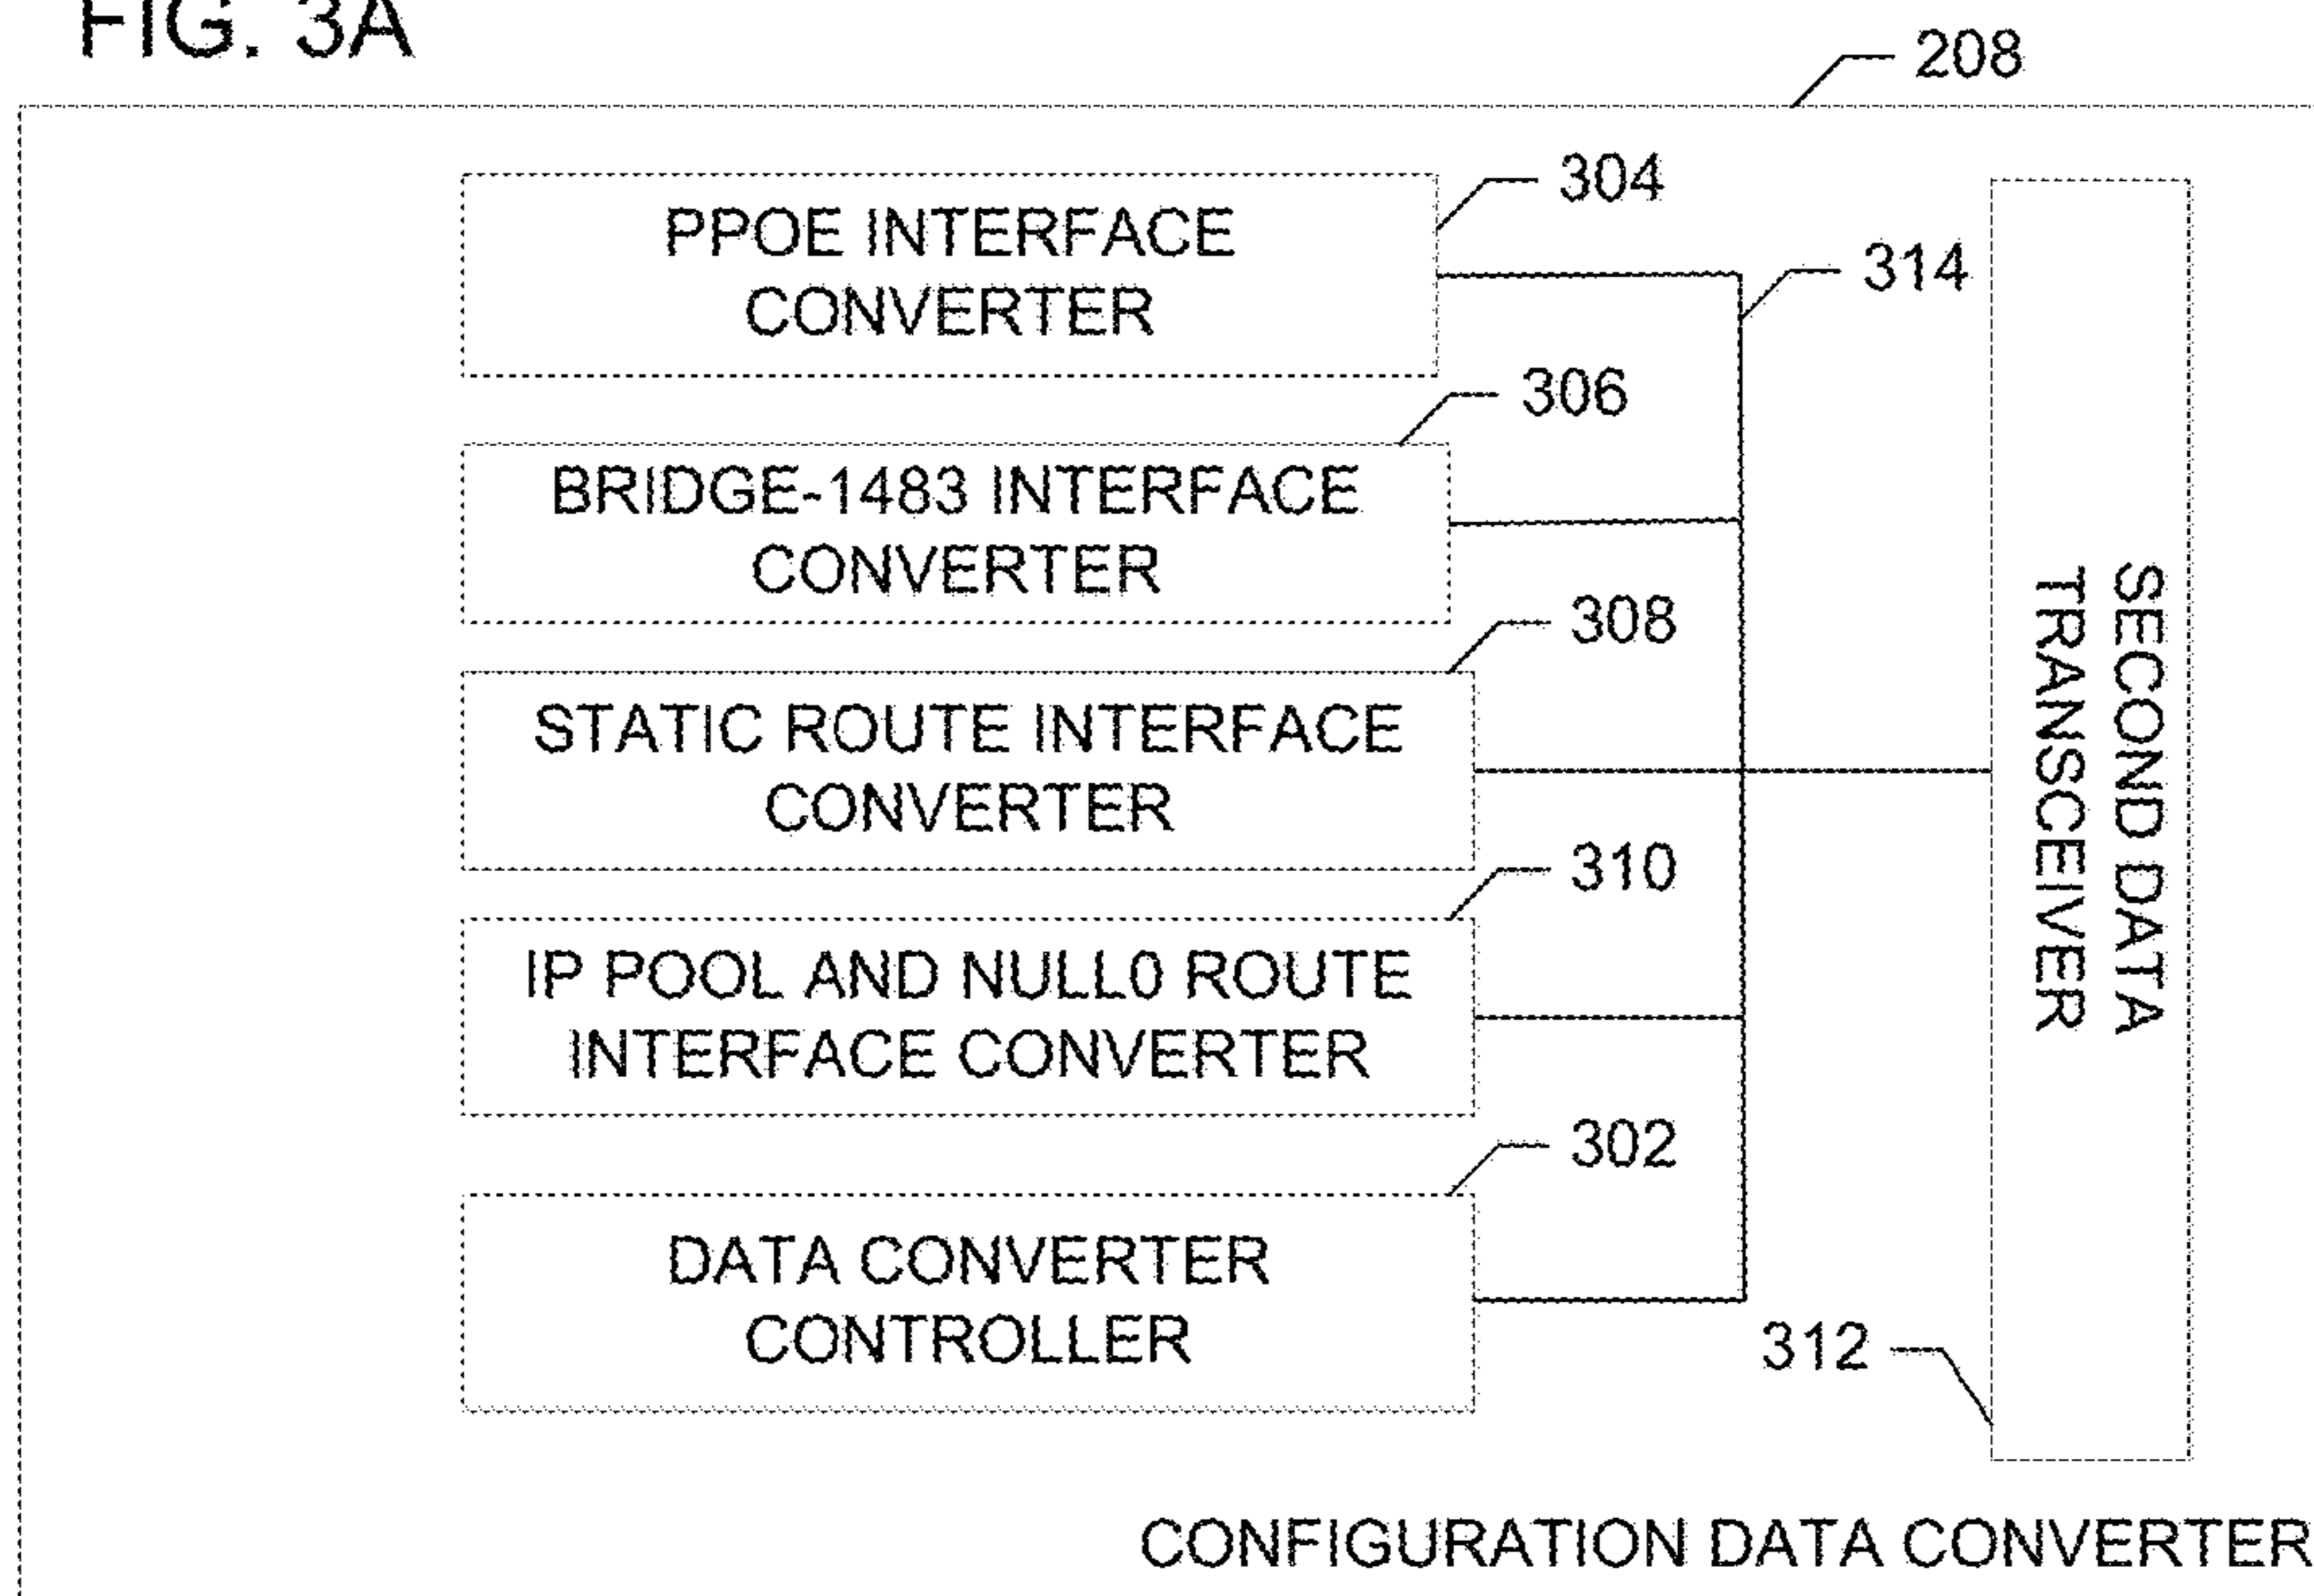 FIG. 3A
208
304
PPOE INTERFACE
CONVERTER
314
306
BRIDGE-1483 INTERFACE
CONVERTER
308
STATIC ROUTE INTERFACE
CONVERTER
310
IP POOL AND NULL0 ROUTE
INTERFACE CONVERTER
302
DATA CONVERTER
CONTROLLER
SECOND DATA
TRANSCEIVER
312
CONFIGURATION DATA CONVERTER